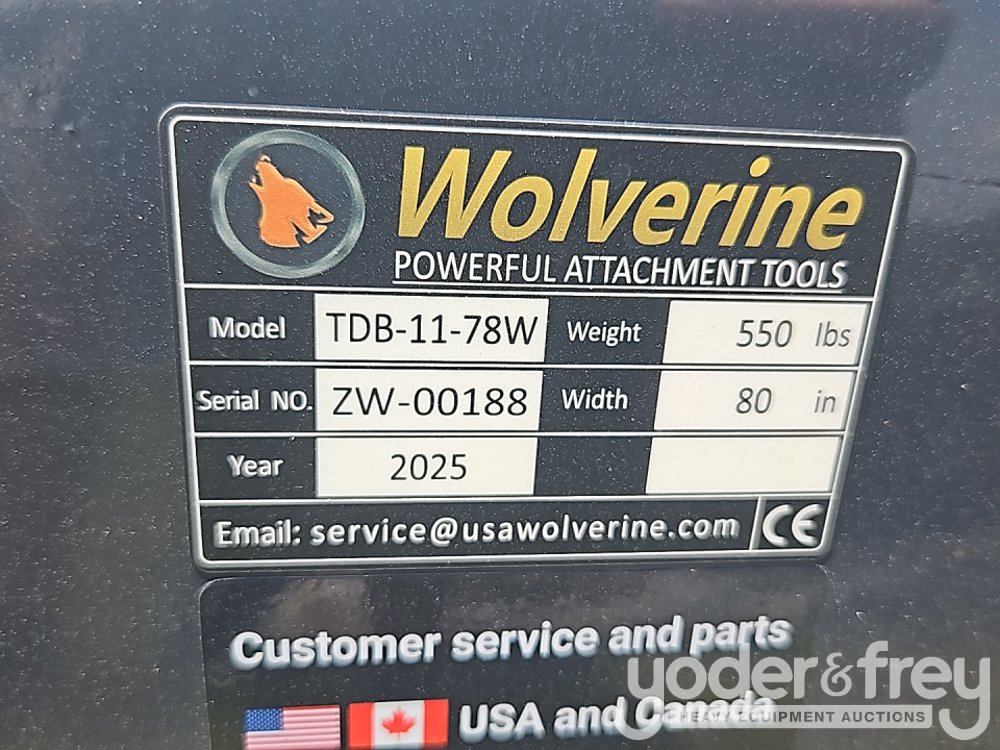 Wolverine
POWERFUL ATTACHMENT TOOLS
Model TDB-11-78W Weight 550 lbs
Serial NO. ZW-00188 Width 80 in
Year 2025
Email: service@usawolverine.com CE
Customer service and parts
USA and Canada
yoder&frey
HEAVY EQUIPMENT AUCTIONS